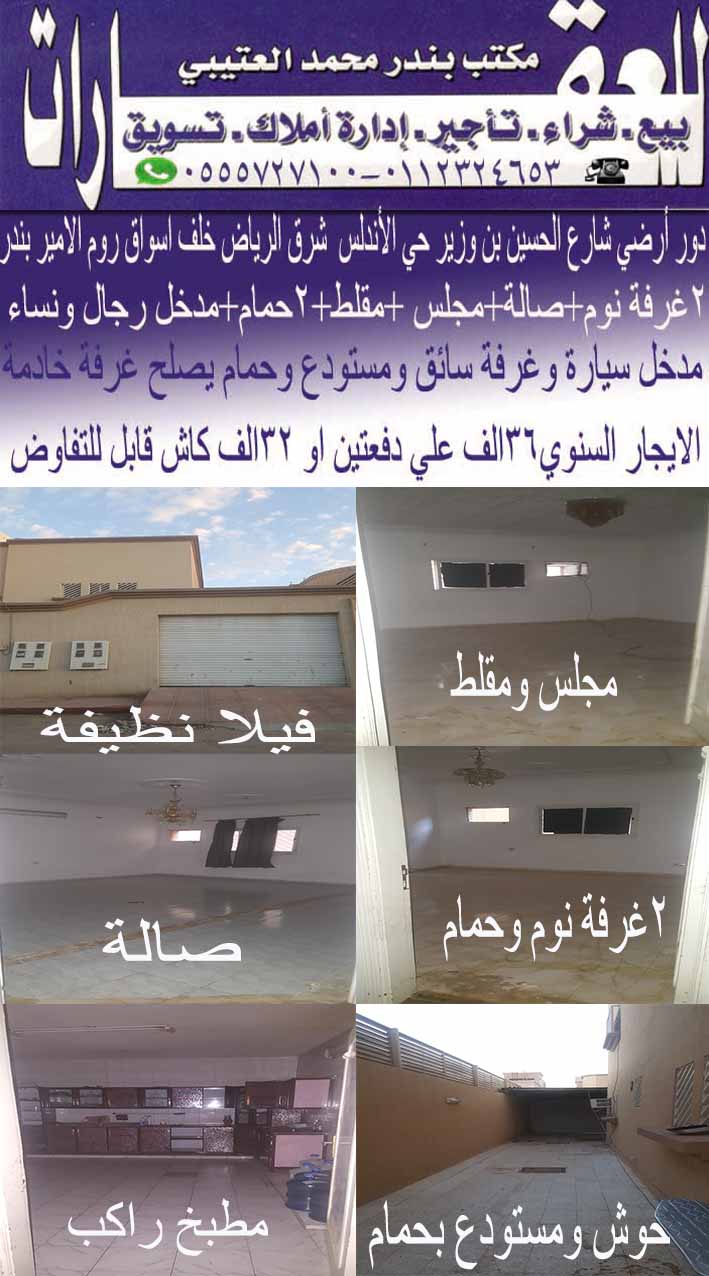 للعقارات
مكتب بندر محمد العتيبي
بيع - شراء - تأجير - إدارة أملاك - تسويق
٠٥٥٥٧٢٧١٠٠-٠١١٢٣٢٤٦٥٣
دور أرضي شارع الحسين بن وزير حي الأندلس شرق الرياض خلف اسواق روم الامير بندر
٢غرفة نوم+صالة+مجلس +مقلط+٢حمام+مدخل رجال ونساء
مدخل سيارة وغرفة سائق ومستودع وحمام يصلح غرفة خادمة
الايجار السنوي٣٦الف علي دفعتين او ٣٢الف كاش قابل للتفاوض
فيلا نظيفة
مجلس ومقلط
صالة
٢غرفة نوم وحمام
مطبخ راكب
حوش ومستودع بحمام